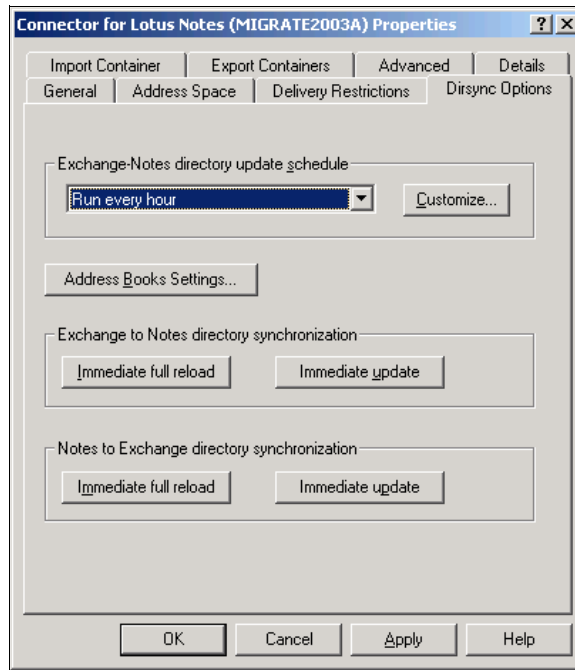 Connector for Lotus Notes (MIGRATE2003A) Properties
Import Container Export Containers Advanced Details
General Address Space Delivery Restrictions Dirsync Options
Exchange-Notes directory update schedule
Run every hour Customize...
Address Books Settings...
Exchange to Notes directory synchronization
Immediate full reload Immediate update
Notes to Exchange directory synchronization
Immediate full reload Immediate update
OK Cancel Apply Help